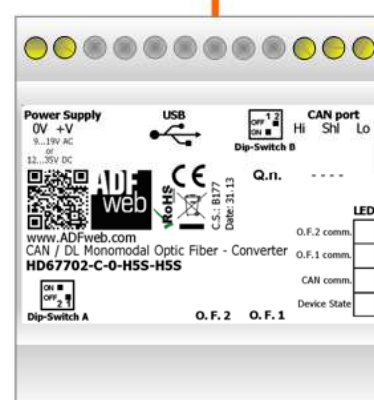 Power Supply
0V +V
9...19V AC
or
12...35V DC
USB
OFF 1 2
ON
Dip-Switch B
CAN port
Hi Shl Lo
ADF
web
CE
RoHS
C.S.: B177
Date: 31.13
Q.n. - - - -
LED
www.ADFweb.com
CAN / DL Monomodal Optic Fiber - Converter
HD67702-C-0-H5S-H5S
O.F.2 comm.
O.F.1 comm.
CAN comm.
Device State
ON
OFF 2 1
Dip-Switch A
O. F. 2 O. F. 1